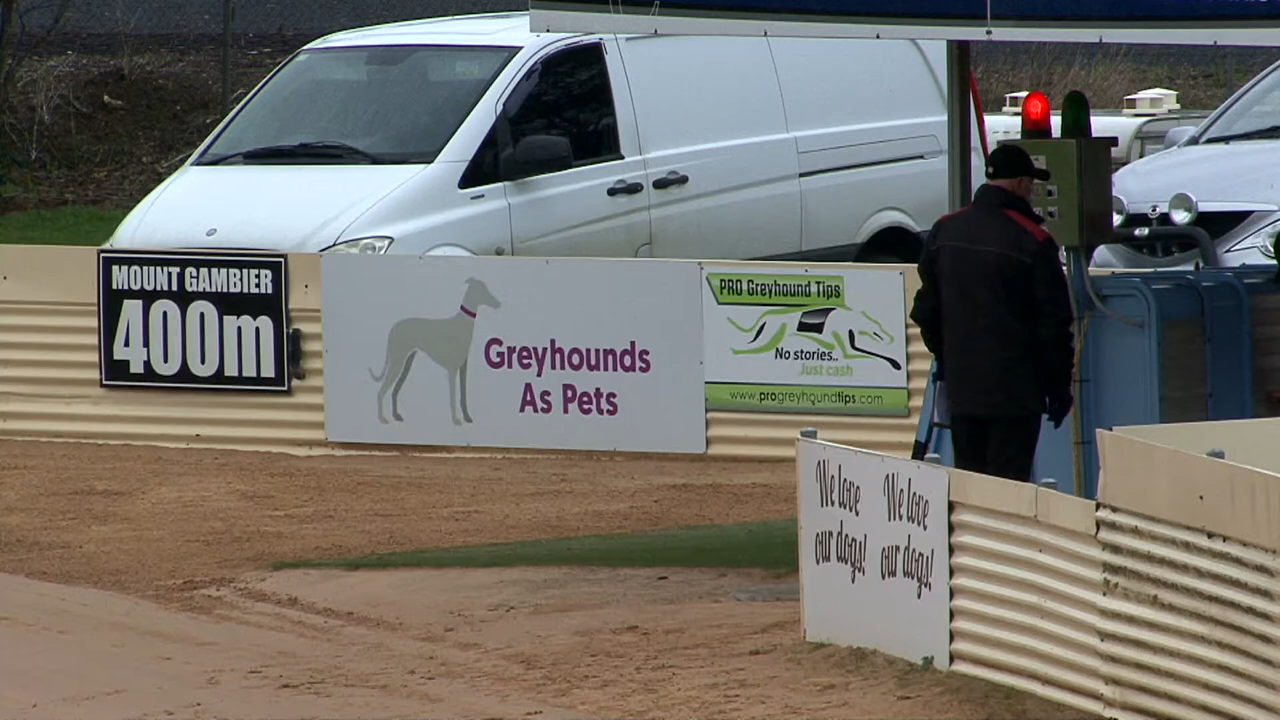 MOUNT GAMBIER
400m
Greyhounds
As Pets
PRO Greyhound Tips
No stories..
Just cash
www.progreyhoundtips.com
We love
our dogs!
We love
our dogs!